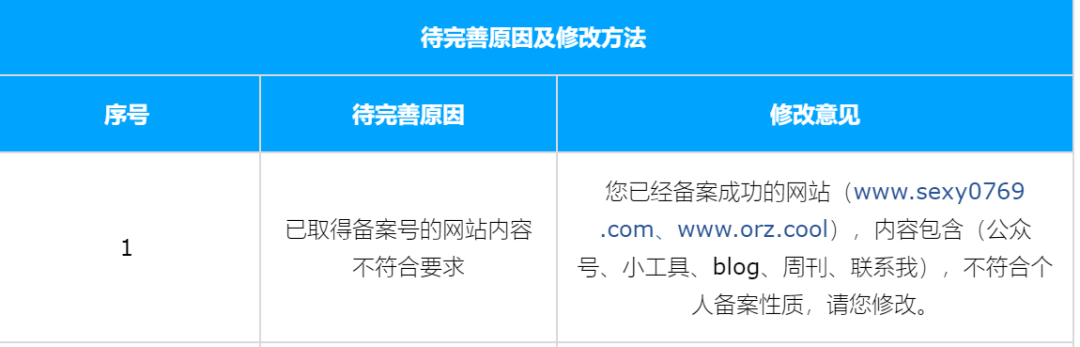 待完善原因及修改方法
序号
待完善原因
修改意见
1
已取得备案号的网站内容
不符合要求
您已经备案成功的网站（www.sexy0769
.com、www.orz.cool），内容包含（公众
号、小工具、blog、周刊、联系我），不符合个
人备案性质，请您修改。